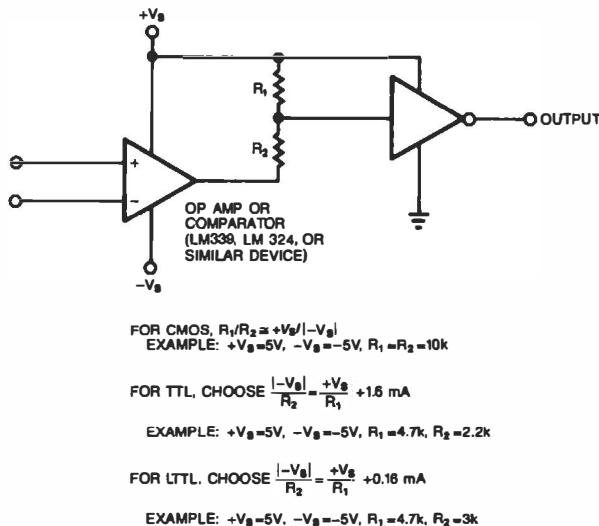 +Vs
R1
R2
+
−
OUTPUT
OP AMP OR
COMPARATOR
(LM339, LM 324, OR
SIMILAR DEVICE)
−Vs
FOR CMOS, R1/R2 ≅ +Vs/|−Vs|
EXAMPLE: +Vs=5V, −Vs=−5V, R1=R2=10k
FOR TTL, CHOOSE |−Vs|/R2 = +Vs/R1 +1.6 mA
EXAMPLE: +Vs=5V, −Vs=−5V, R1=4.7k, R2=2.2k
FOR LTTL, CHOOSE |−Vs|/R2 = +Vs/R1 +0.16 mA
EXAMPLE: +Vs=5V, −Vs=−5V, R1=4.7k, R2=3k